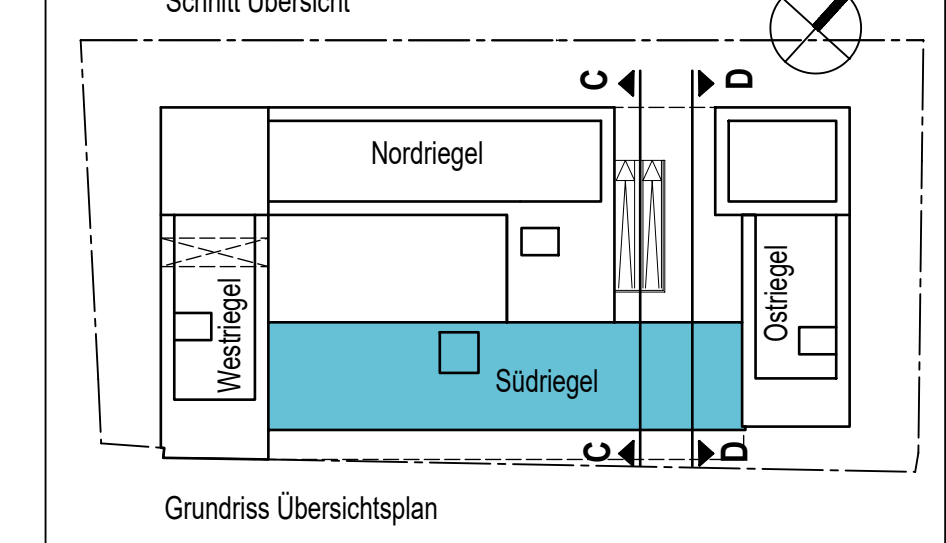 Schnitt Übersicht
C D
Nordriegel
Westriegel
Ostriegel
Südriegel
C D
Grundriss Übersichtsplan